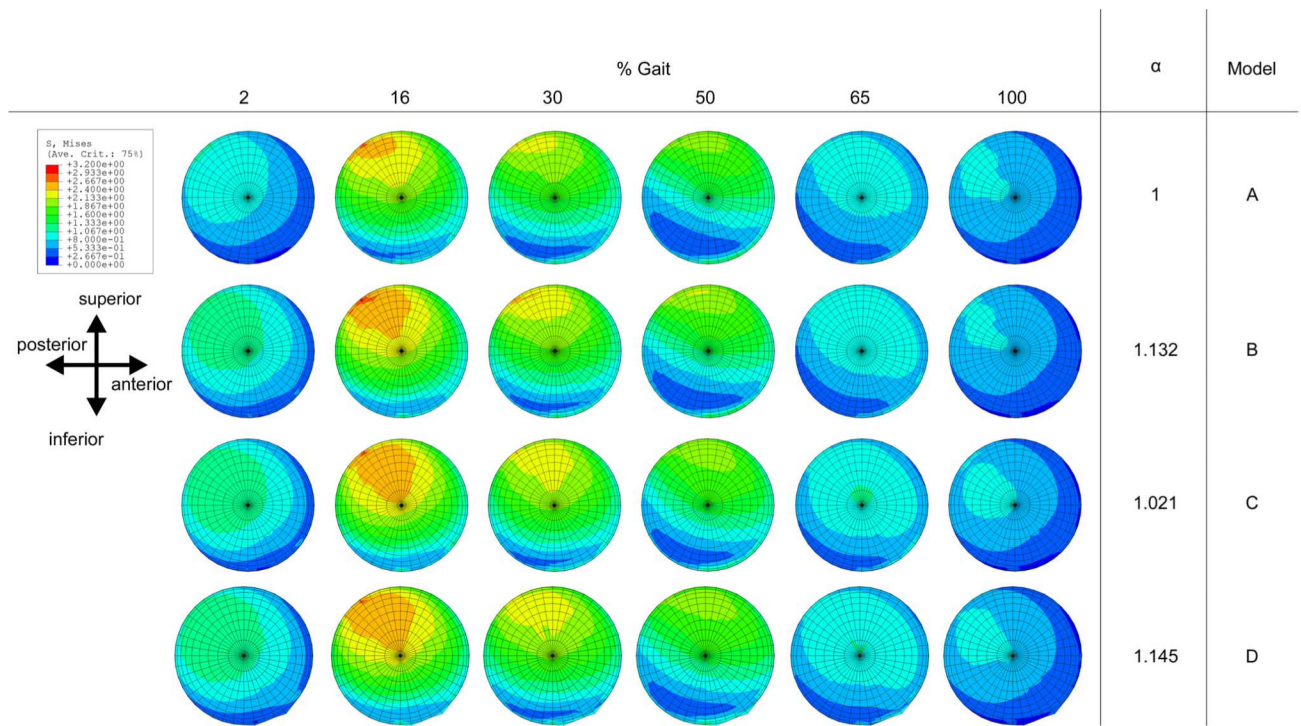 % Gait
α
Model
2
16
30
50
65
100
S, Mises
(Ave. Crit.: 75%)
+3.200e+00
+2.933e+00
+2.667e+00
+2.400e+00
+2.133e+00
+1.867e+00
+1.600e+00
+1.333e+00
+1.067e+00
+8.000e-01
+5.333e-01
+2.667e-01
+0.000e+00
1
A
superior
posterior
anterior
inferior
1.132
B
1.021
C
1.145
D